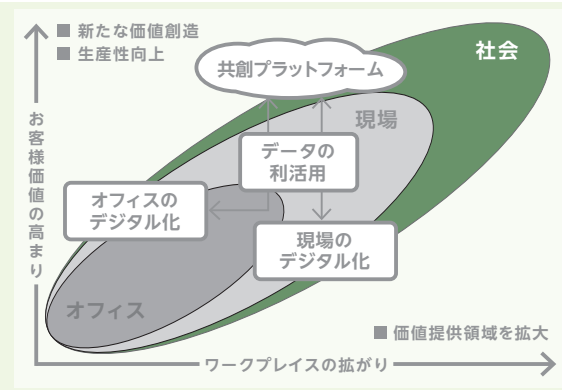 ■ 新たな価値創造
■ 生産性向上
社会
共創プラットフォーム
現場
データの
利活用
オフィスの
デジタル化
現場の
デジタル化
オフィス
お客様価値の高まり
■ 価値提供領域を拡大
ワークプレイスの拡がり